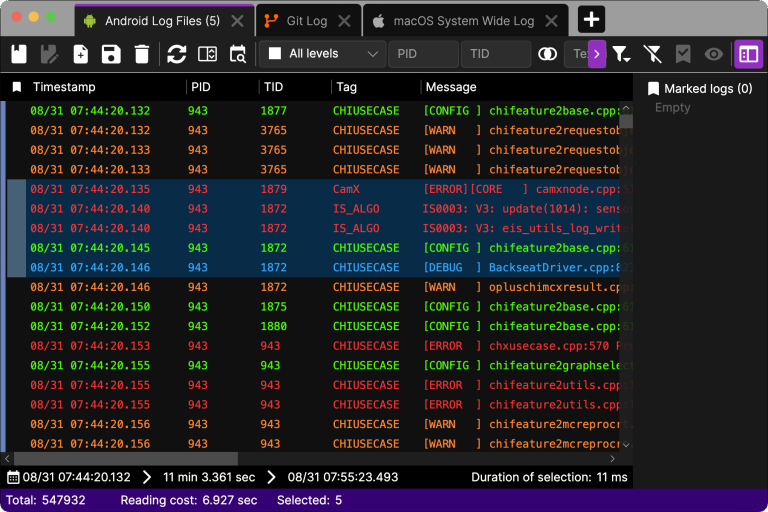 Android Log Files (5) Git Log macOS System Wide Log
All levels PID TID Te
Timestamp PID TID Tag Message
Marked logs (0)
Empty
08/31 07:44:20.132 943 1877 CHIUSECASE [CONFIG ] chifeature2base.cpp:
08/31 07:44:20.132 943 3765 CHIUSECASE [WARN ] chifeature2requestobj
08/31 07:44:20.133 943 3765 CHIUSECASE [WARN ] chifeature2requestobj
08/31 07:44:20.133 943 3765 CHIUSECASE [WARN ] chifeature2requestobj
08/31 07:44:20.135 943 1879 CamX [ERROR][CORE ] camxnode.cpp:
08/31 07:44:20.140 943 1872 IS_ALGO IS0003: V3: update(1014): senso
08/31 07:44:20.140 943 1872 IS_ALGO IS0003: V3: eis_utils_log_write
08/31 07:44:20.145 943 1872 CHIUSECASE [CONFIG ] chifeature2base.cpp:61
08/31 07:44:20.146 943 1872 CHIUSECASE [DEBUG ] BackseatDriver.cpp:82
08/31 07:44:20.146 943 1872 CHIUSECASE [WARN ] opluschimcxresult.cpp
08/31 07:44:20.150 943 1875 CHIUSECASE [CONFIG ] chifeature2base.cpp:61
08/31 07:44:20.152 943 1880 CHIUSECASE [CONFIG ] chifeature2base.cpp:61
08/31 07:44:20.153 943 943 CHIUSECASE [ERROR ] chxusecase.cpp:570
08/31 07:44:20.155 943 943 CHIUSECASE [CONFIG ] chifeature2graphselec
08/31 07:44:20.155 943 943 CHIUSECASE [ERROR ] chifeature2utils.cpp:
08/31 07:44:20.155 943 943 CHIUSECASE [ERROR ] chifeature2utils.cpp:
08/31 07:44:20.156 943 943 CHIUSECASE [WARN ] chifeature2mcreprocrt
08/31 07:44:20.156 943 943 CHIUSECASE [WARN ] chifeature2mcreprocrt
08/31 07:44:20.132 11 min 3.361 sec 08/31 07:55:23.493 Duration of selection: 11 ms
Total: 547932 Reading cost: 6.927 sec Selected: 5